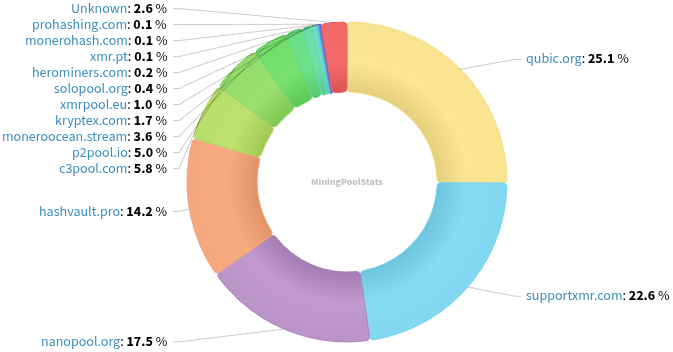 Unknown: 2.6 %
prohashing.com: 0.1 %
monerohash.com: 0.1 %
xmr.pt: 0.1 %
herominers.com: 0.2 %
solopool.org: 0.4 %
xmrpool.eu: 1.0 %
kryptex.com: 1.7 %
moneroocean.stream: 3.6 %
p2pool.io: 5.0 %
c3pool.com: 5.8 %
hashvault.pro: 14.2 %
nanopool.org: 17.5 %
MiningPoolStats
qubic.org: 25.1 %
supportxmr.com: 22.6 %